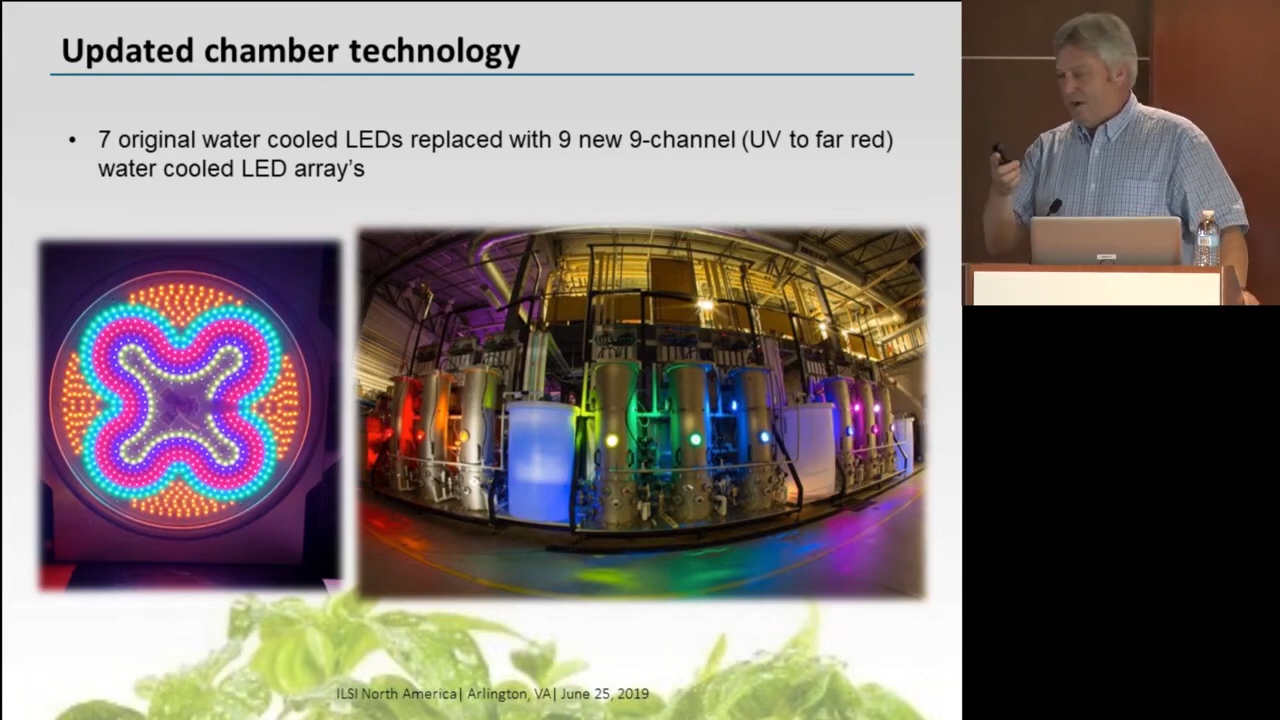 Updated chamber technology
• 7 original water cooled LEDs replaced with 9 new 9-channel (UV to far red)
water cooled LED array’s
ILSI North America| Arlington, VA| June 25, 2019